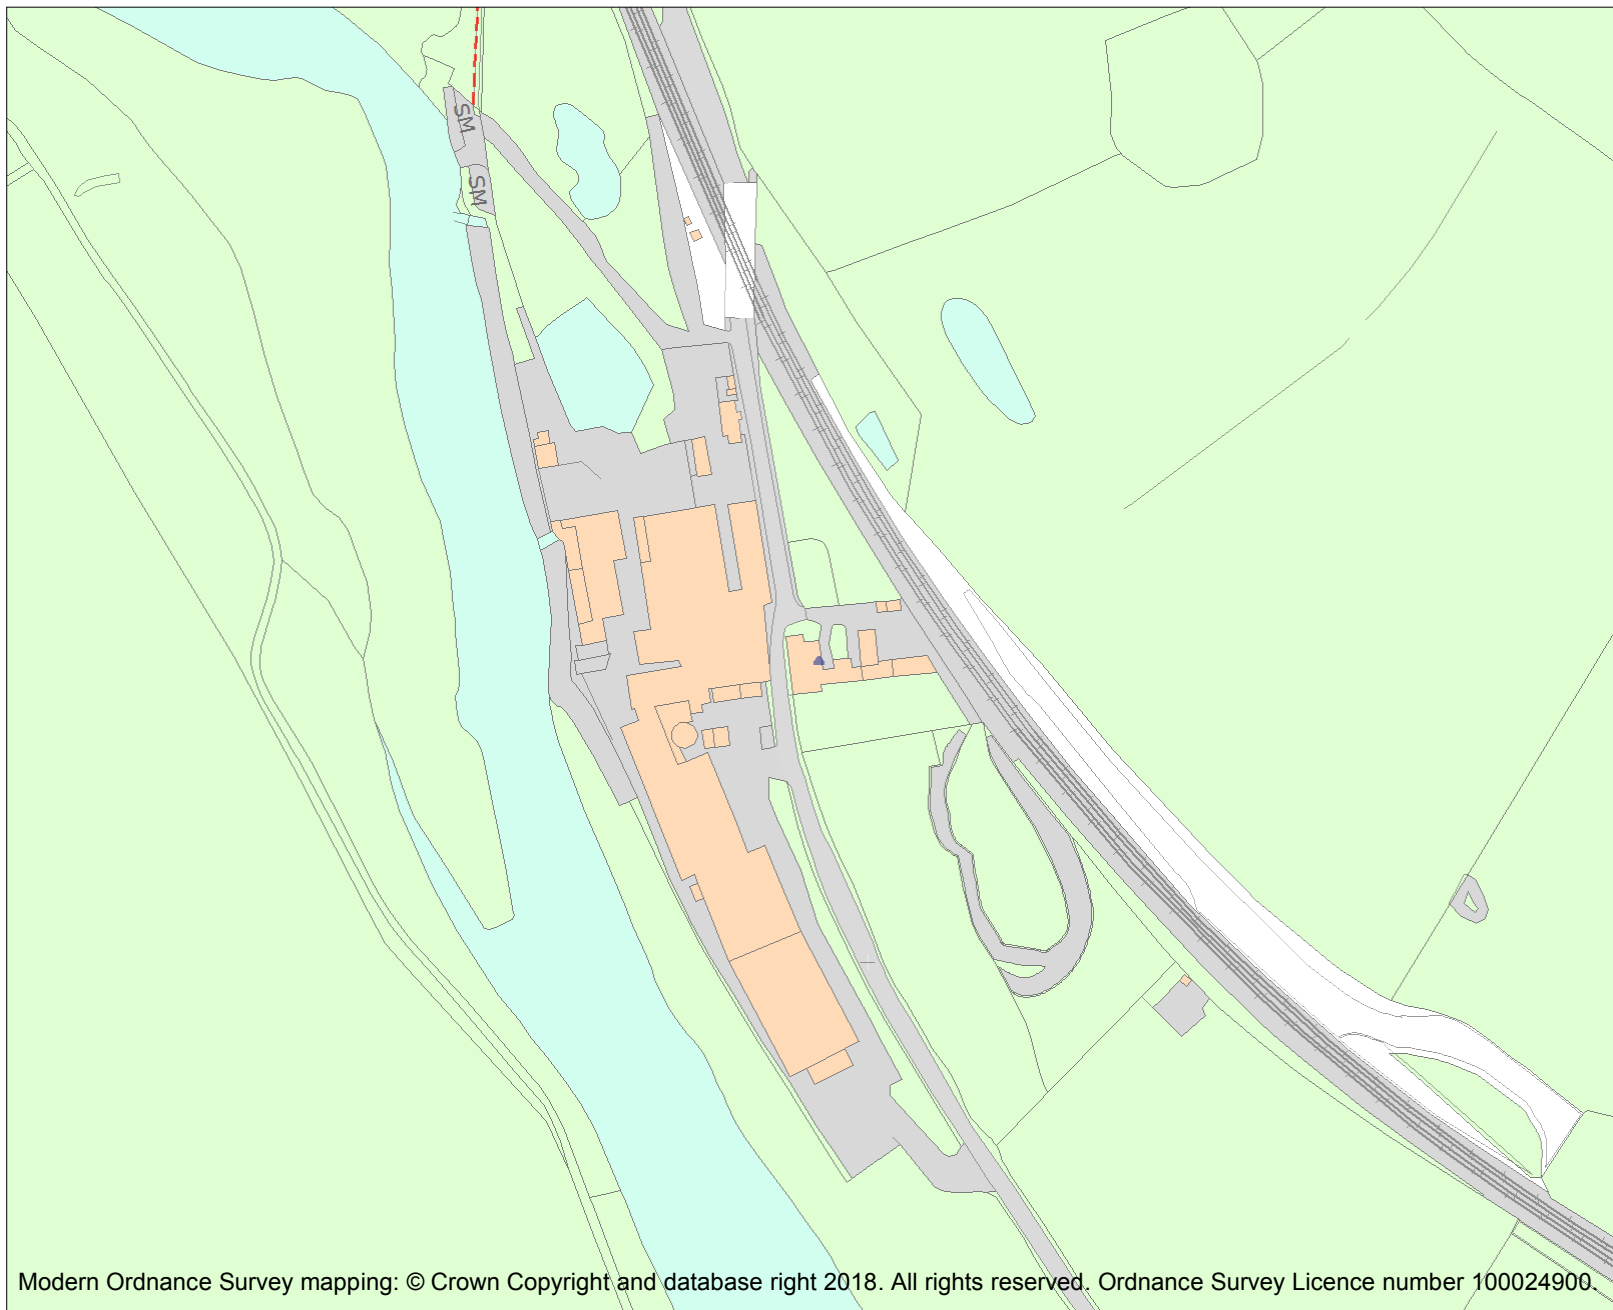 SM
SM
Modern Ordnance Survey mapping: © Crown Copyright and database right 2018. All rights reserved. Ordnance Survey Licence number 100024900.